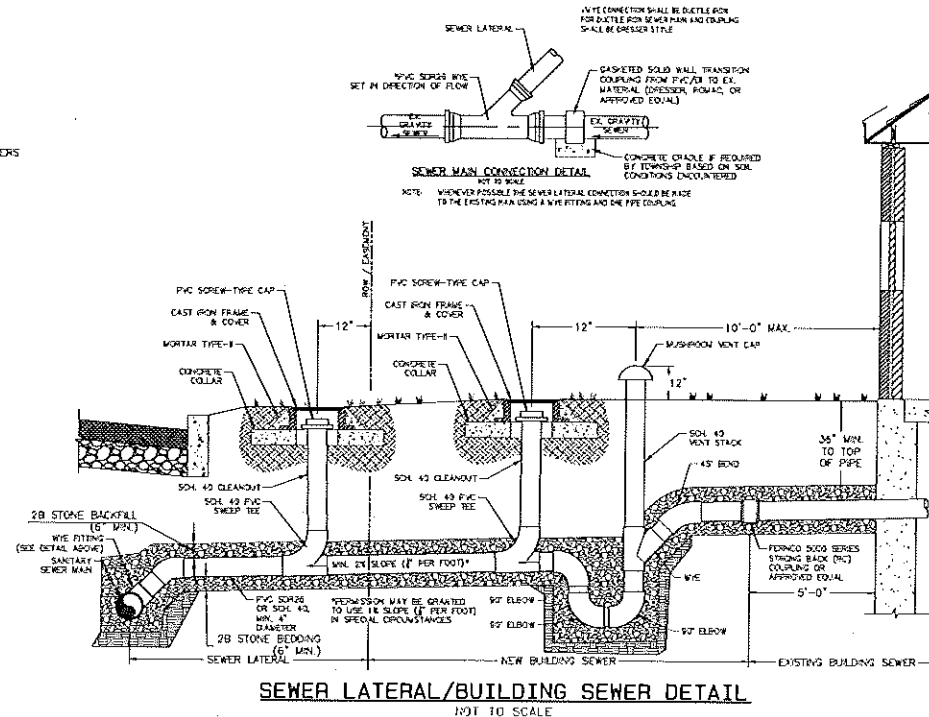 *WYE CONNECTION SHALL BE DUCTILE IRON
FOR DUCTILE IRON SEWER MAIN AND COUPLING
SHALL BE DRESSER STYLE
SEWER LATERAL
*PVC SDR26 WYE
SET IN DIRECTION OF FLOW
GASKETED SOLID WALL TRANSITION
COUPLING FROM PVC/DI TO EX.
MATERIAL (DRESSER, ROMAC, OR
APPROVED EQUAL)
EX. GRAVITY
SEWER
EX. GRAVITY
SEWER
CONCRETE CRADLE IF REQUIRED
BY TOWNSHIP BASED ON SOIL
CONDITIONS ENCOUNTERED
ERS
SEWER MAIN CONNECTION DETAIL
NOT TO SCALE
NOTE: WHENEVER POSSIBLE THE SEWER LATERAL CONNECTION SHOULD BE MADE
TO THE EXISTING MAIN USING A WYE FITTING AND ONE PIPE COUPLING
ROW / EASEMENT
PVC SCREW-TYPE CAP
CAST IRON FRAME
& COVER
MORTAR TYPE-M
CONCRETE
COLLAR
12"
PVC SCREW-TYPE CAP
CAST IRON FRAME
& COVER
MORTAR TYPE-M
CONCRETE
COLLAR
12"
10'-0" MAX.
MUSHROOM VENT CAP
12"
SCH. 40
VENT STACK
45° BEND
36" MIN.
TO TOP
OF PIPE
SCH. 40 CLEANOUT
SCH. 40 PVC
SWEEP TEE
SCH. 40 CLEANOUT
SCH. 40 PVC
SWEEP TEE
2B STONE BACKFILL
(6" MIN.)
WYE FITTING
(SEE DETAIL ABOVE)
SANITARY
SEWER MAIN
MIN. 2% SLOPE (¼" PER FOOT)*
PVC SDR26
OR SCH. 40,
MIN. 4"
DIAMETER
*PERMISSION MAY BE GRANTED
TO USE 1% SLOPE (⅛" PER FOOT)
IN SPECIAL CIRCUMSTANCES
2B STONE BEDDING
(6" MIN.)
90° ELBOW
90° ELBOW
90° ELBOW
WYE
FERNCO 5000 SERIES
STRONG BACK (RC)
COUPLING OR
APPROVED EQUAL
5'-0"
SEWER LATERAL
NEW BUILDING SEWER
EXISTING BUILDING SEWER
SEWER LATERAL/BUILDING SEWER DETAIL
NOT TO SCALE